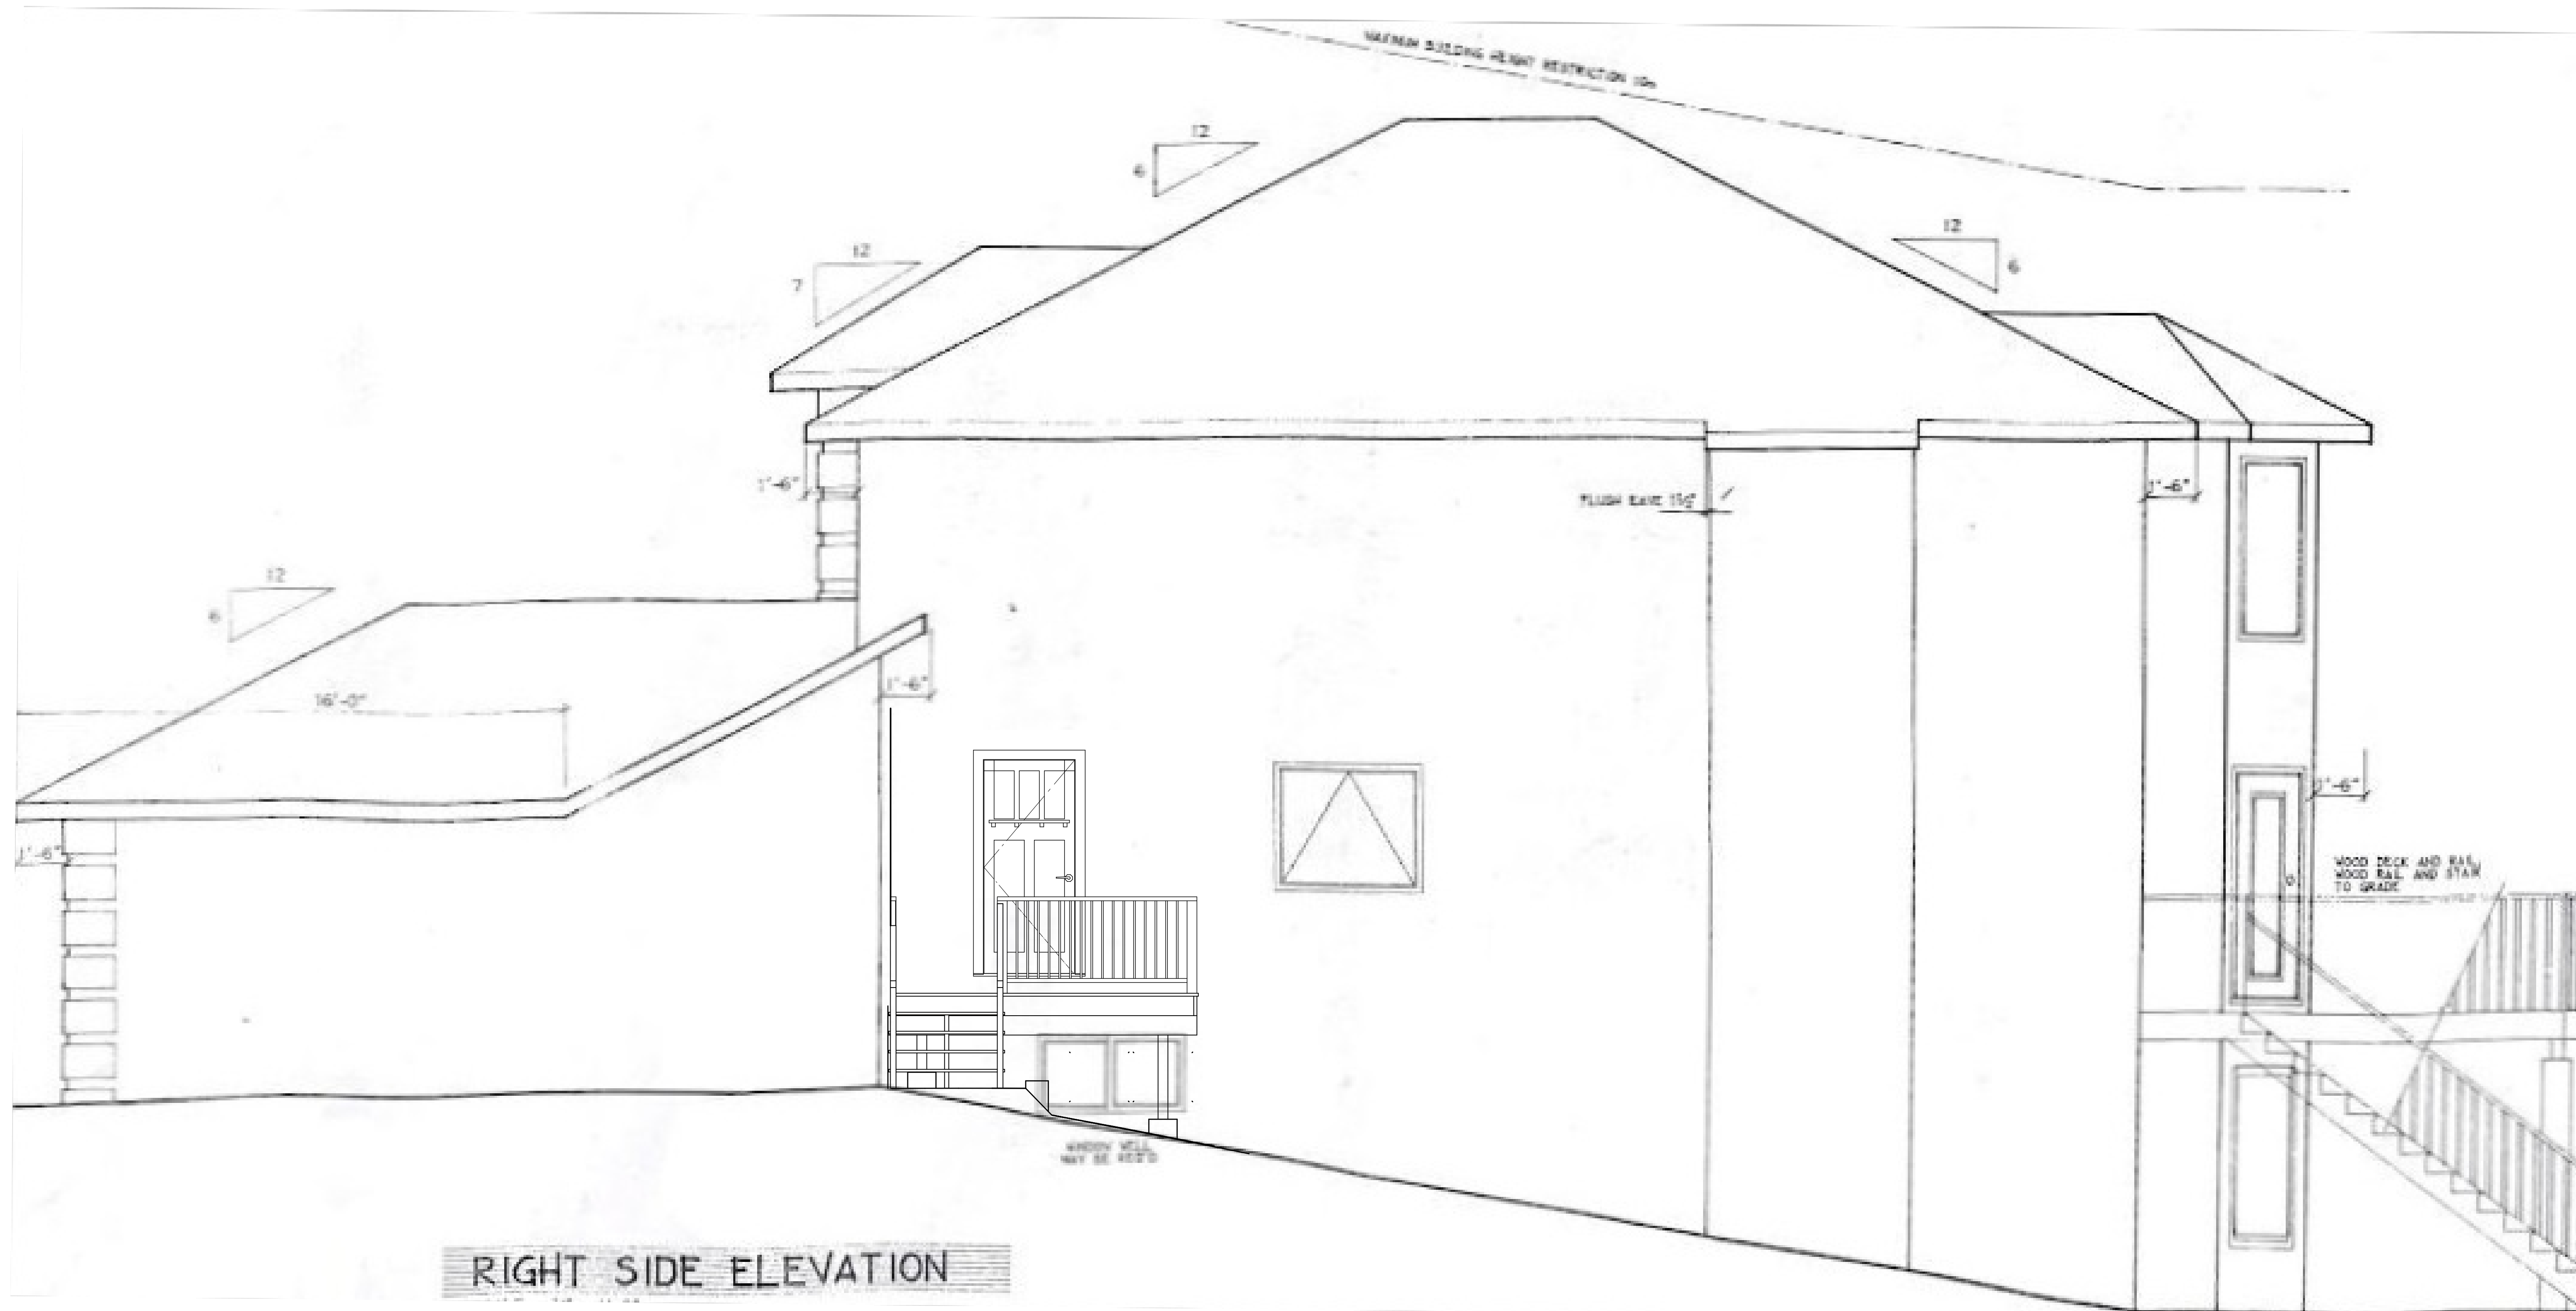 MAXIMUM BUILDING HEIGHT RESTRICTION 10m
12
6
12
7
12
6
1'-6"
FLUSH EAVE 1½"
1'-6"
12
6
16'-0"
1'-6"
1'-6"
1'-6"
WOOD DECK AND RAIL,
WOOD RAIL AND STAIR
TO GRADE
WINDOW WELL
MAY BE REQ'D
RIGHT SIDE ELEVATION